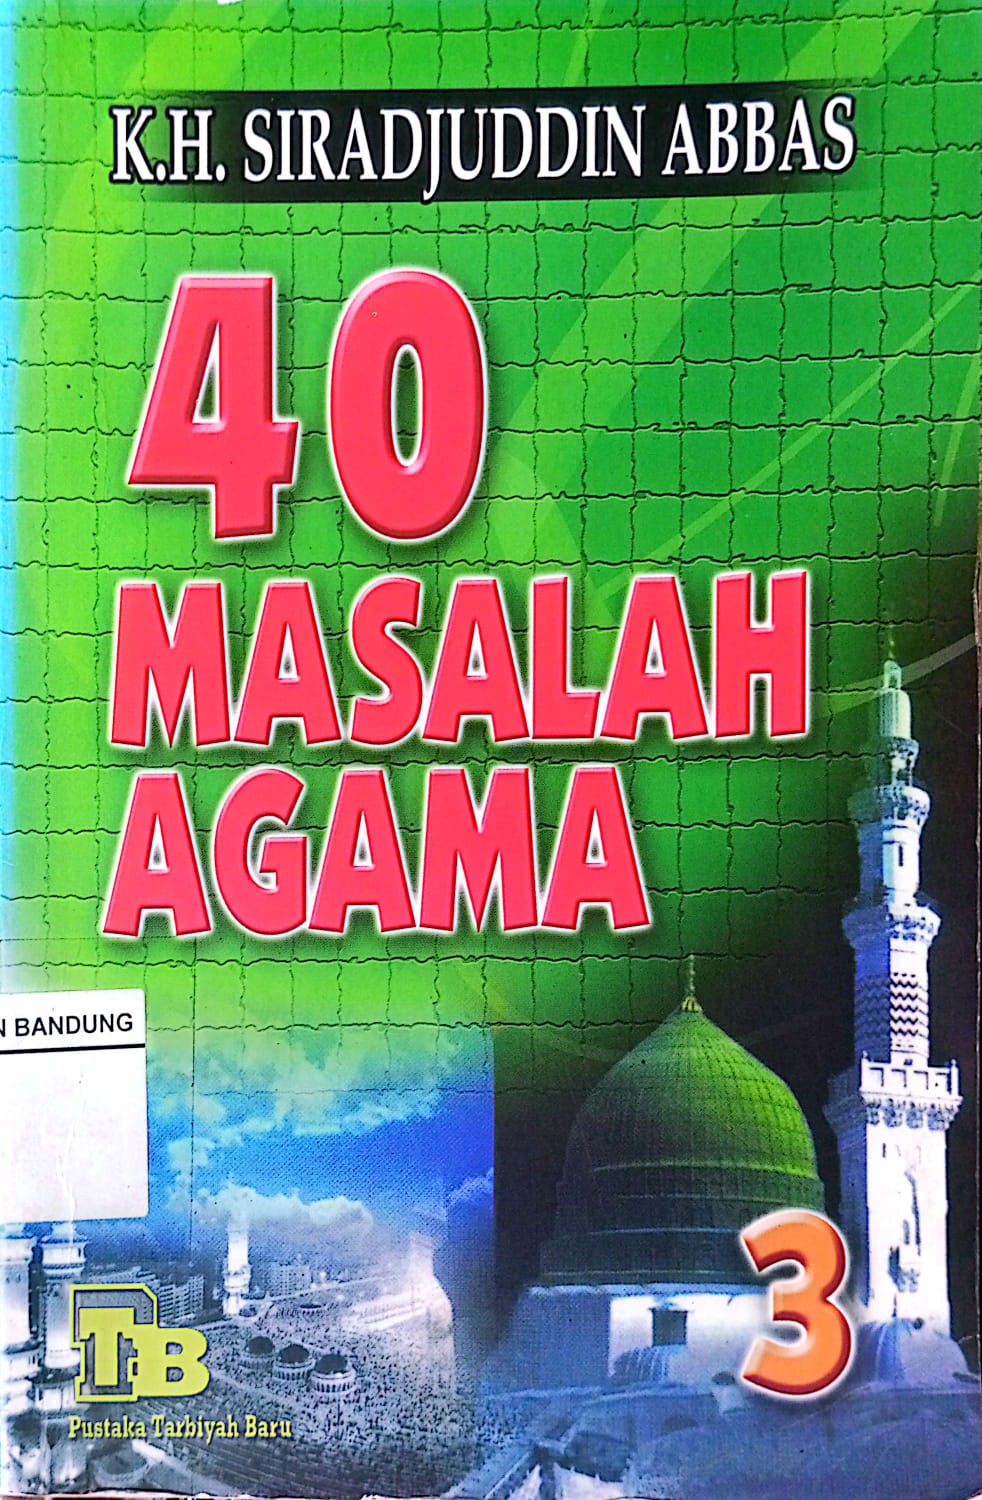 K.H. SIRADJUDDIN ABBAS
40
MASALAH
AGAMA
N BANDUNG
3
TB
Pustaka Tarbiyah Baru